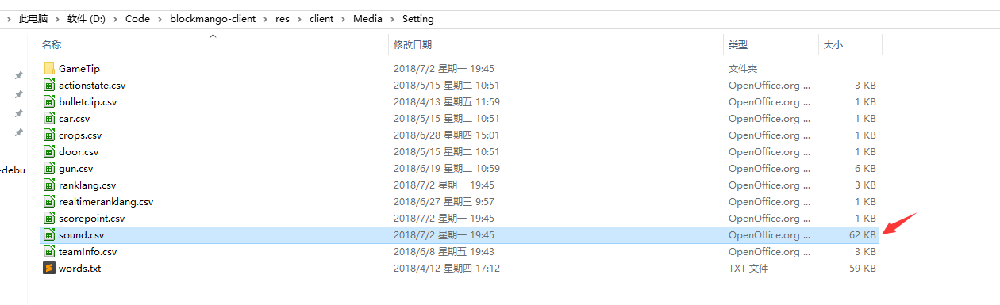 此电脑 > 软件 (D:) > Code > blockmango-client > res > client > Media > Setting
名称 修改日期 类型 大小
GameTip 2018/7/2 星期一 19:45 文件夹
actionstate.csv 2018/5/15 星期二 10:51 OpenOffice.org ... 3 KB
bulletclip.csv 2018/4/13 星期五 11:59 OpenOffice.org ... 1 KB
car.csv 2018/5/15 星期二 10:51 OpenOffice.org ... 1 KB
crops.csv 2018/6/28 星期四 15:01 OpenOffice.org ... 1 KB
door.csv 2018/5/15 星期二 10:51 OpenOffice.org ... 1 KB
-debu gun.csv 2018/6/19 星期二 10:59 OpenOffice.org ... 6 KB
ranklang.csv 2018/7/2 星期一 19:45 OpenOffice.org ... 3 KB
realtimeranklang.csv 2018/6/27 星期三 9:57 OpenOffice.org ... 1 KB
scorepoint.csv 2018/7/2 星期一 19:45 OpenOffice.org ... 1 KB
sound.csv 2018/7/2 星期一 19:45 OpenOffice.org ... 62 KB
teamInfo.csv 2018/6/8 星期五 19:43 OpenOffice.org ... 3 KB
words.txt 2018/4/12 星期四 17:12 TXT 文件 59 KB